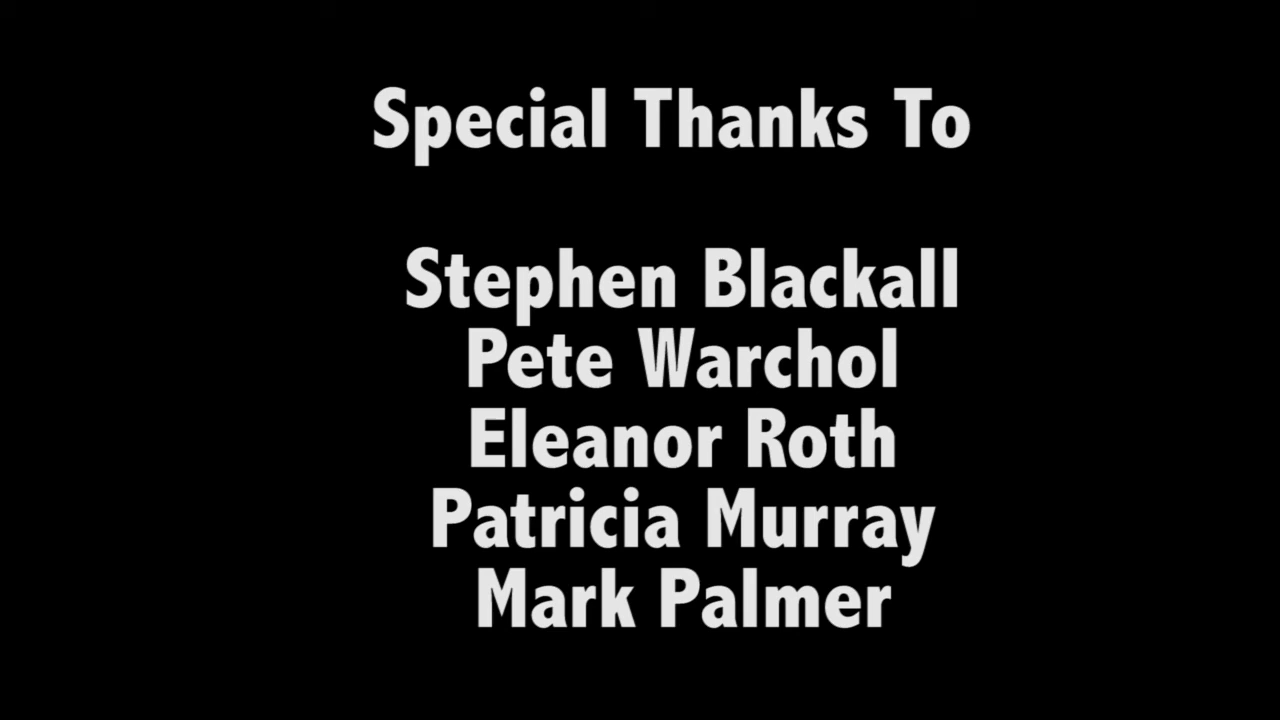 Special Thanks To
Stephen Blackall
Pete Warchol
Eleanor Roth
Patricia Murray
Mark Palmer